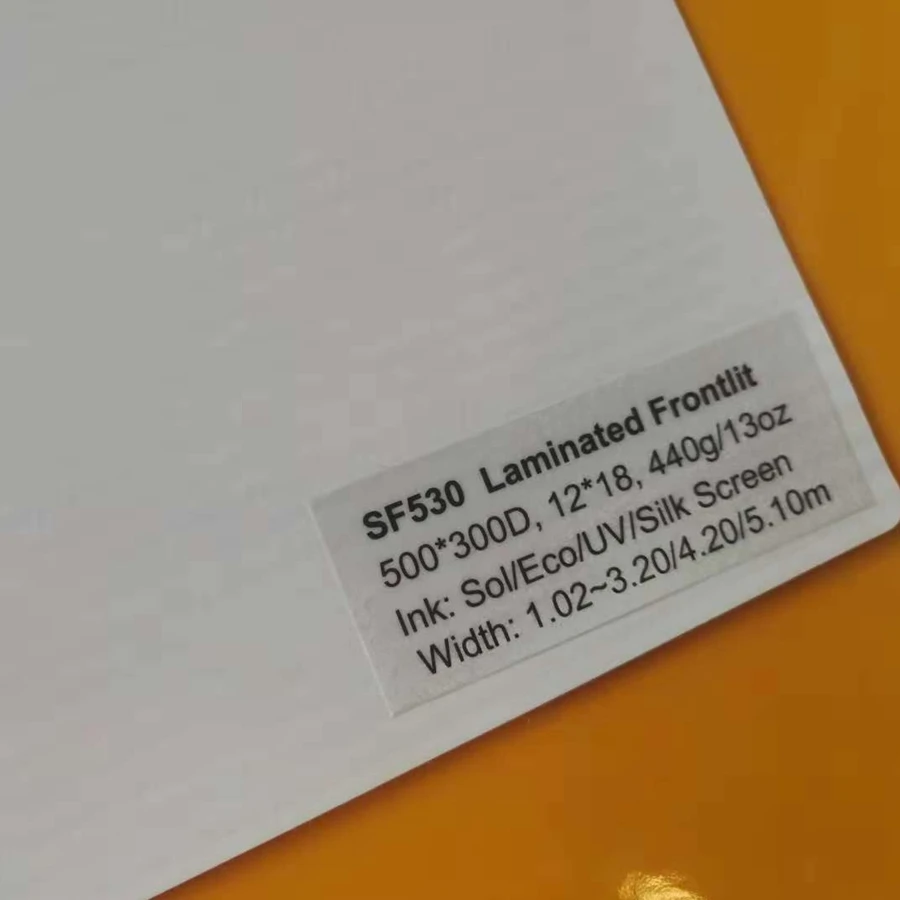 SF530 Laminated Frontlit
500*300D, 12*18, 440g/13oz
Ink: Sol/Eco/UV/Silk Screen
Width: 1.02~3.20/4.20/5.10m